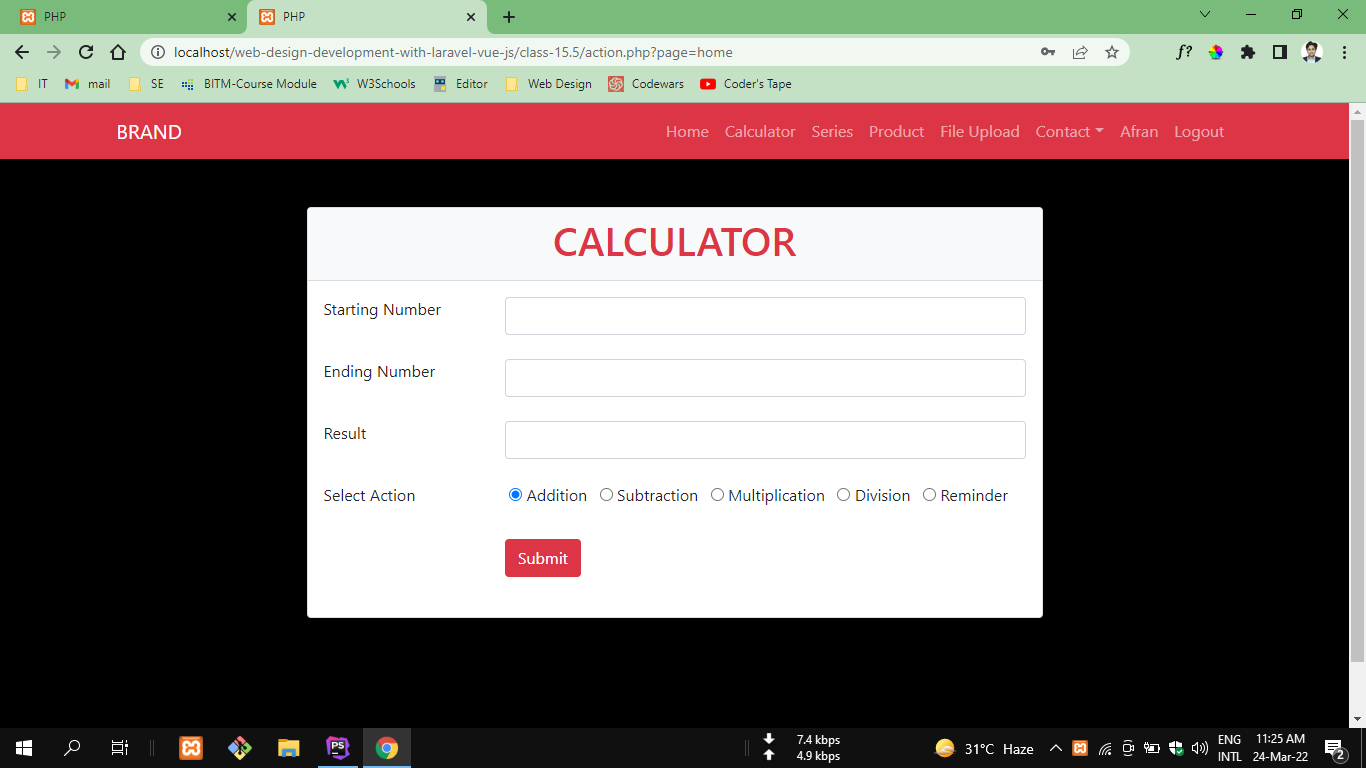 PHP PHP
localhost/web-design-development-with-laravel-vue-js/class-15.5/action.php?page=home f?
IT mail SE BITM-Course Module W3Schools Editor Web Design Codewars Coder's Tape
BRAND Home Calculator Series Product File Upload Contact Afran Logout
CALCULATOR
Starting Number
Ending Number
Result
Select Action Addition Subtraction Multiplication Division Reminder
Submit
PS 7.4 kbps 31°C Haze ENG 11:25 AM
4.9 kbps INTL 24-Mar-22 2